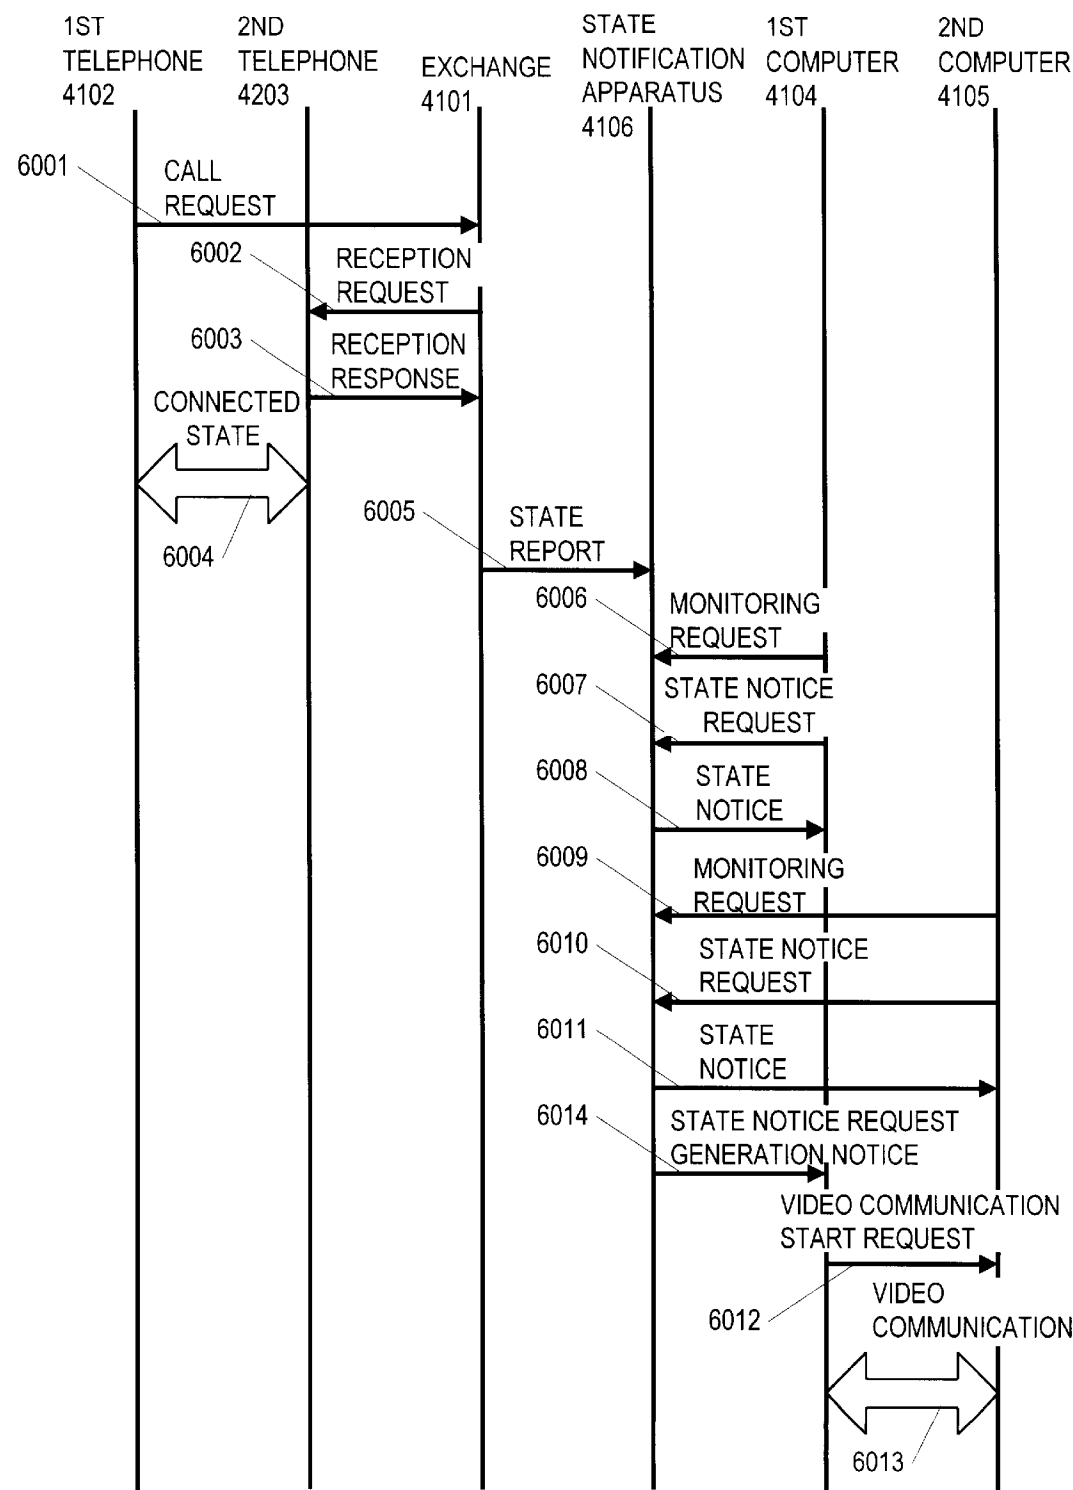 1ST
TELEPHONE
4102
2ND
TELEPHONE
4203
EXCHANGE
4101
STATE
NOTIFICATION
APPARATUS
4106
1ST
COMPUTER
4104
2ND
COMPUTER
4105
6001
CALL
REQUEST
6002
RECEPTION
REQUEST
6003
RECEPTION
RESPONSE
CONNECTED
STATE
6004
6005
STATE
REPORT
6006
MONITORING
REQUEST
6007
STATE NOTICE
REQUEST
6008
STATE
NOTICE
6009
MONITORING
REQUEST
6010
STATE NOTICE
REQUEST
6011
STATE
NOTICE
6014
STATE NOTICE REQUEST
GENERATION NOTICE
VIDEO COMMUNICATION
START REQUEST
6012
VIDEO
COMMUNICATION
6013